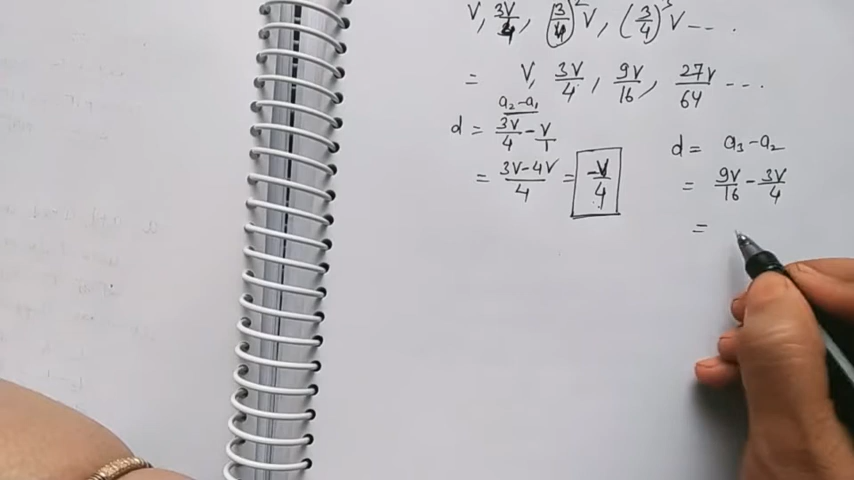 V, 3V/4, (3/4)²V, (3/4)³V --- .
= V, 3V/4, 9V/16, 27V/64 ---.
a₂-a₁
d = 3V/4 - V/1
= 3V-4V/4 = -V/4
d = a₃-a₂
= 9V/16 - 3V/4
=